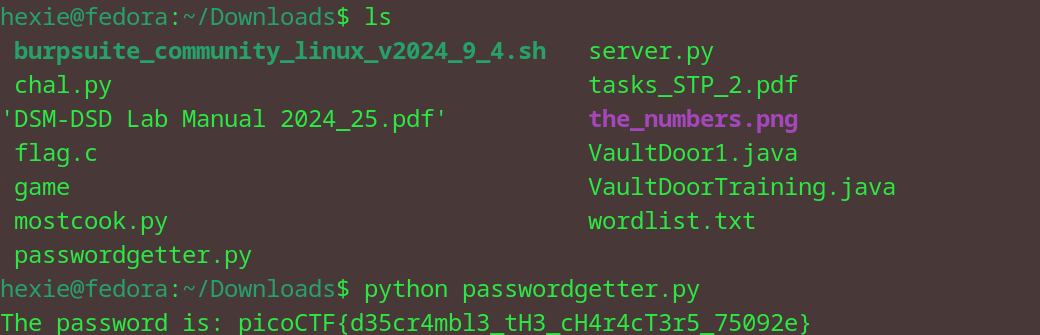 hexie@fedora:~/Downloads$ ls
burpsuite_community_linux_v2024_9_4.sh server.py
chal.py tasks_STP_2.pdf
'DSM-DSD Lab Manual 2024_25.pdf' the_numbers.png
flag.c VaultDoor1.java
game VaultDoorTraining.java
mostcook.py wordlist.txt
passwordgetter.py
hexie@fedora:~/Downloads$ python passwordgetter.py
The password is: picoCTF{d35cr4mbl3_tH3_cH4r4cT3r5_75092e}